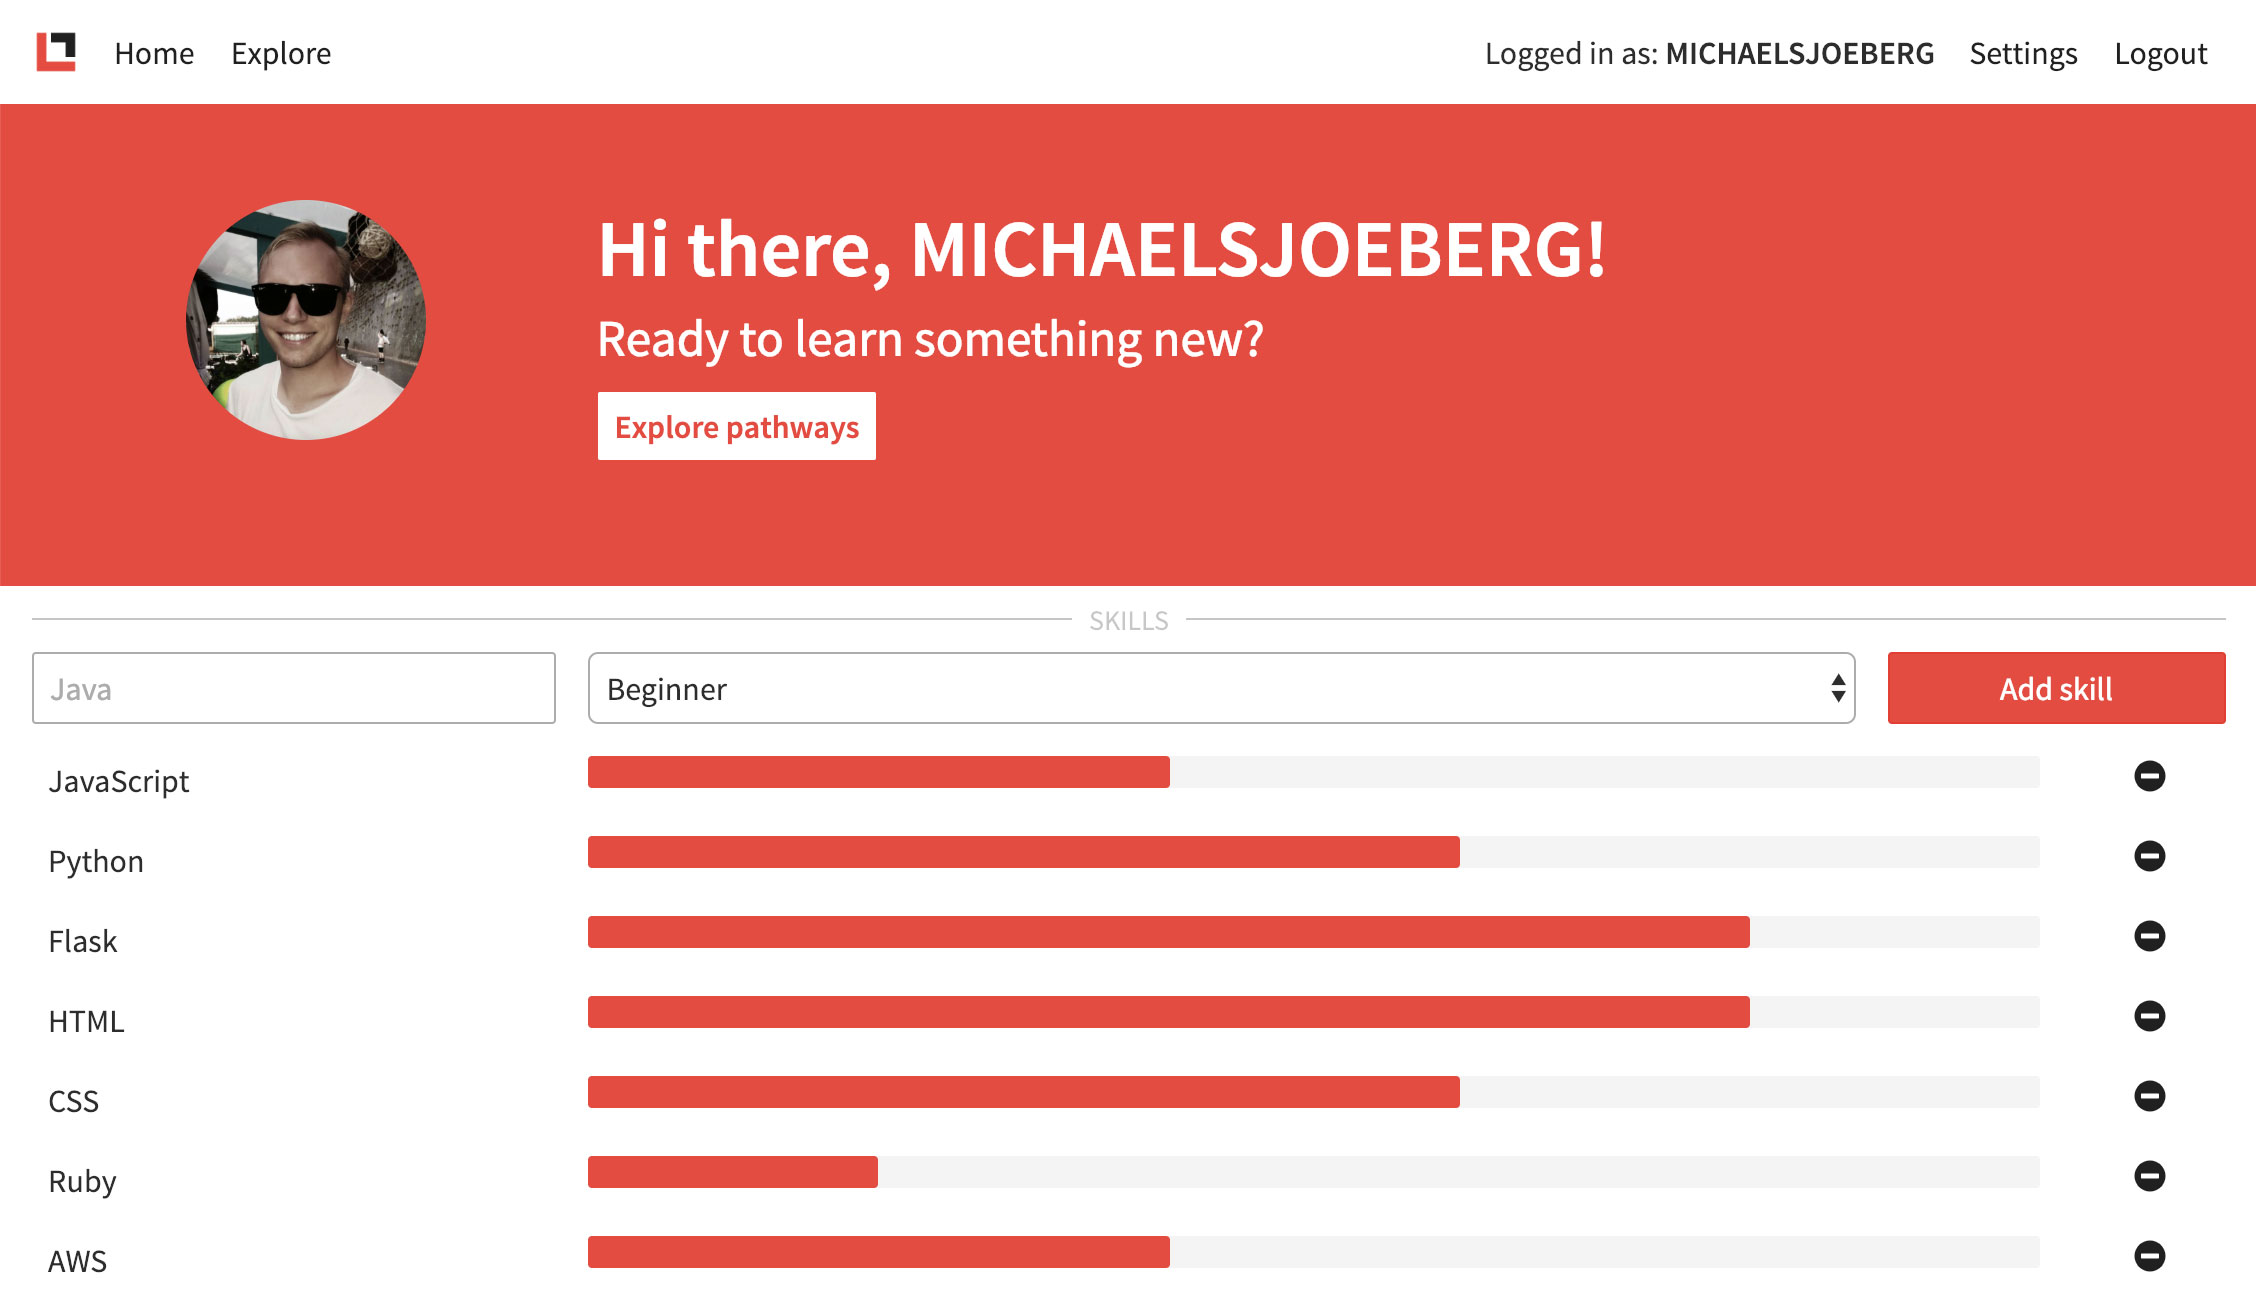 Home Explore Logged in as: MICHAELSJOEBERG Settings Logout
Hi there, MICHAELSJOEBERG!
Ready to learn something new?
Explore pathways
SKILLS
Java Beginner Add skill
JavaScript
Python
Flask
HTML
CSS
Ruby
AWS